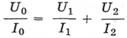 U₀/I₀ = U₁/I₁ + U₂/I₂